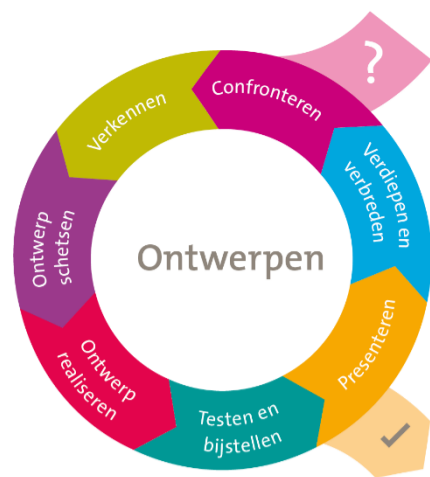 ?
Confronteren
Verkennen
Ontwerp
schetsen
Ontwerp
realiseren
Testen en
bijstellen
Presenteren
Verdiepen en
verbreden
Ontwerpen